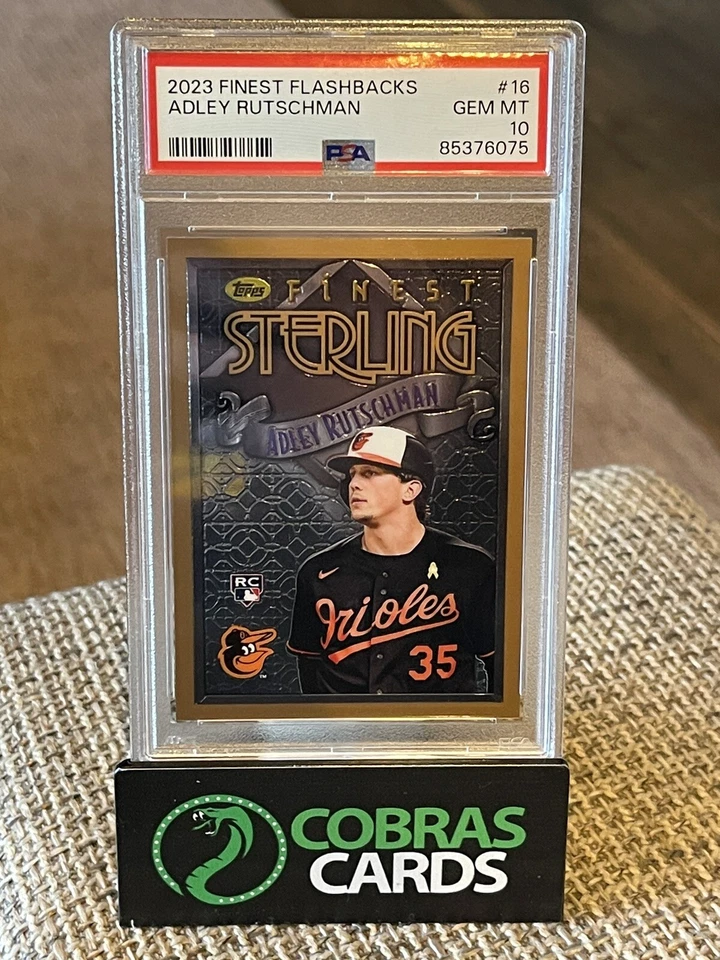 2023 FINEST FLASHBACKS #16
ADLEY RUTSCHMAN GEM MT
10
PSA 85376075
Topps FINEST
STERLING
ADLEY RUTSCHMAN
RC
Orioles
35
TM
COBRAS
CARDS